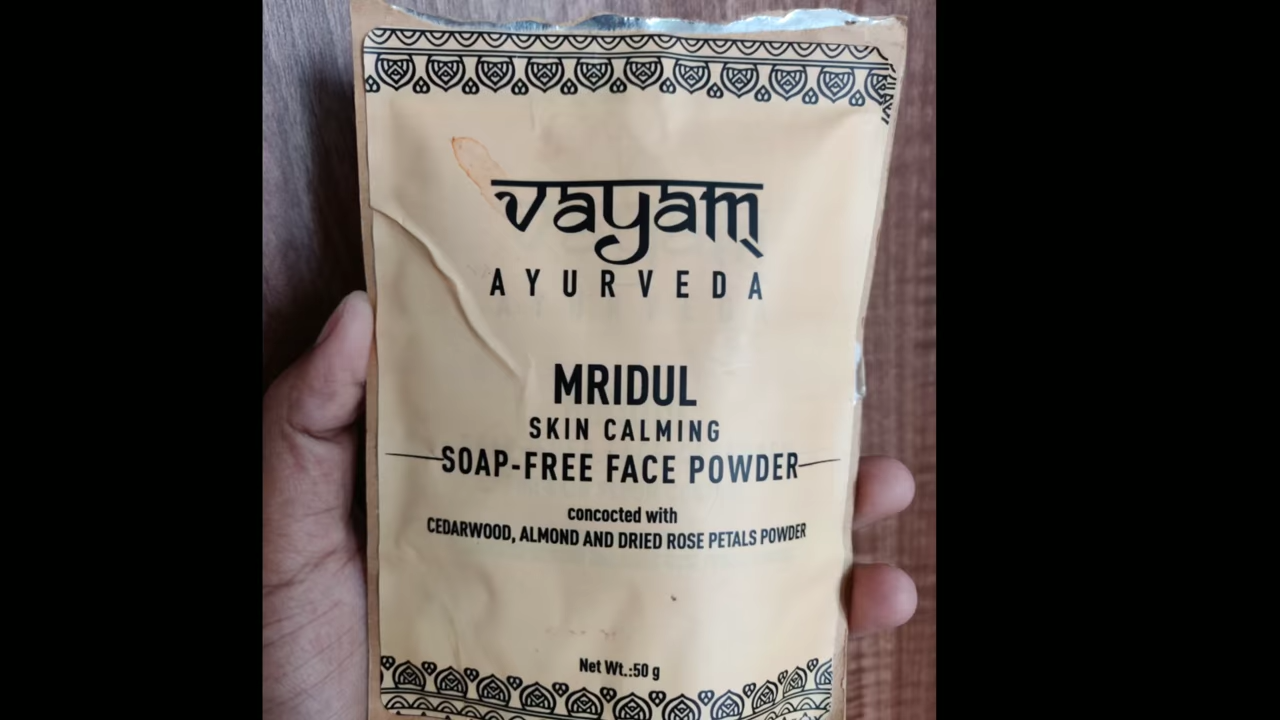 vayam
AYURVEDA
MRIDUL
SKIN CALMING
SOAP-FREE FACE POWDER
concocted with
CEDARWOOD, ALMOND AND DRIED ROSE PETALS POWDER
Net Wt.:50 g